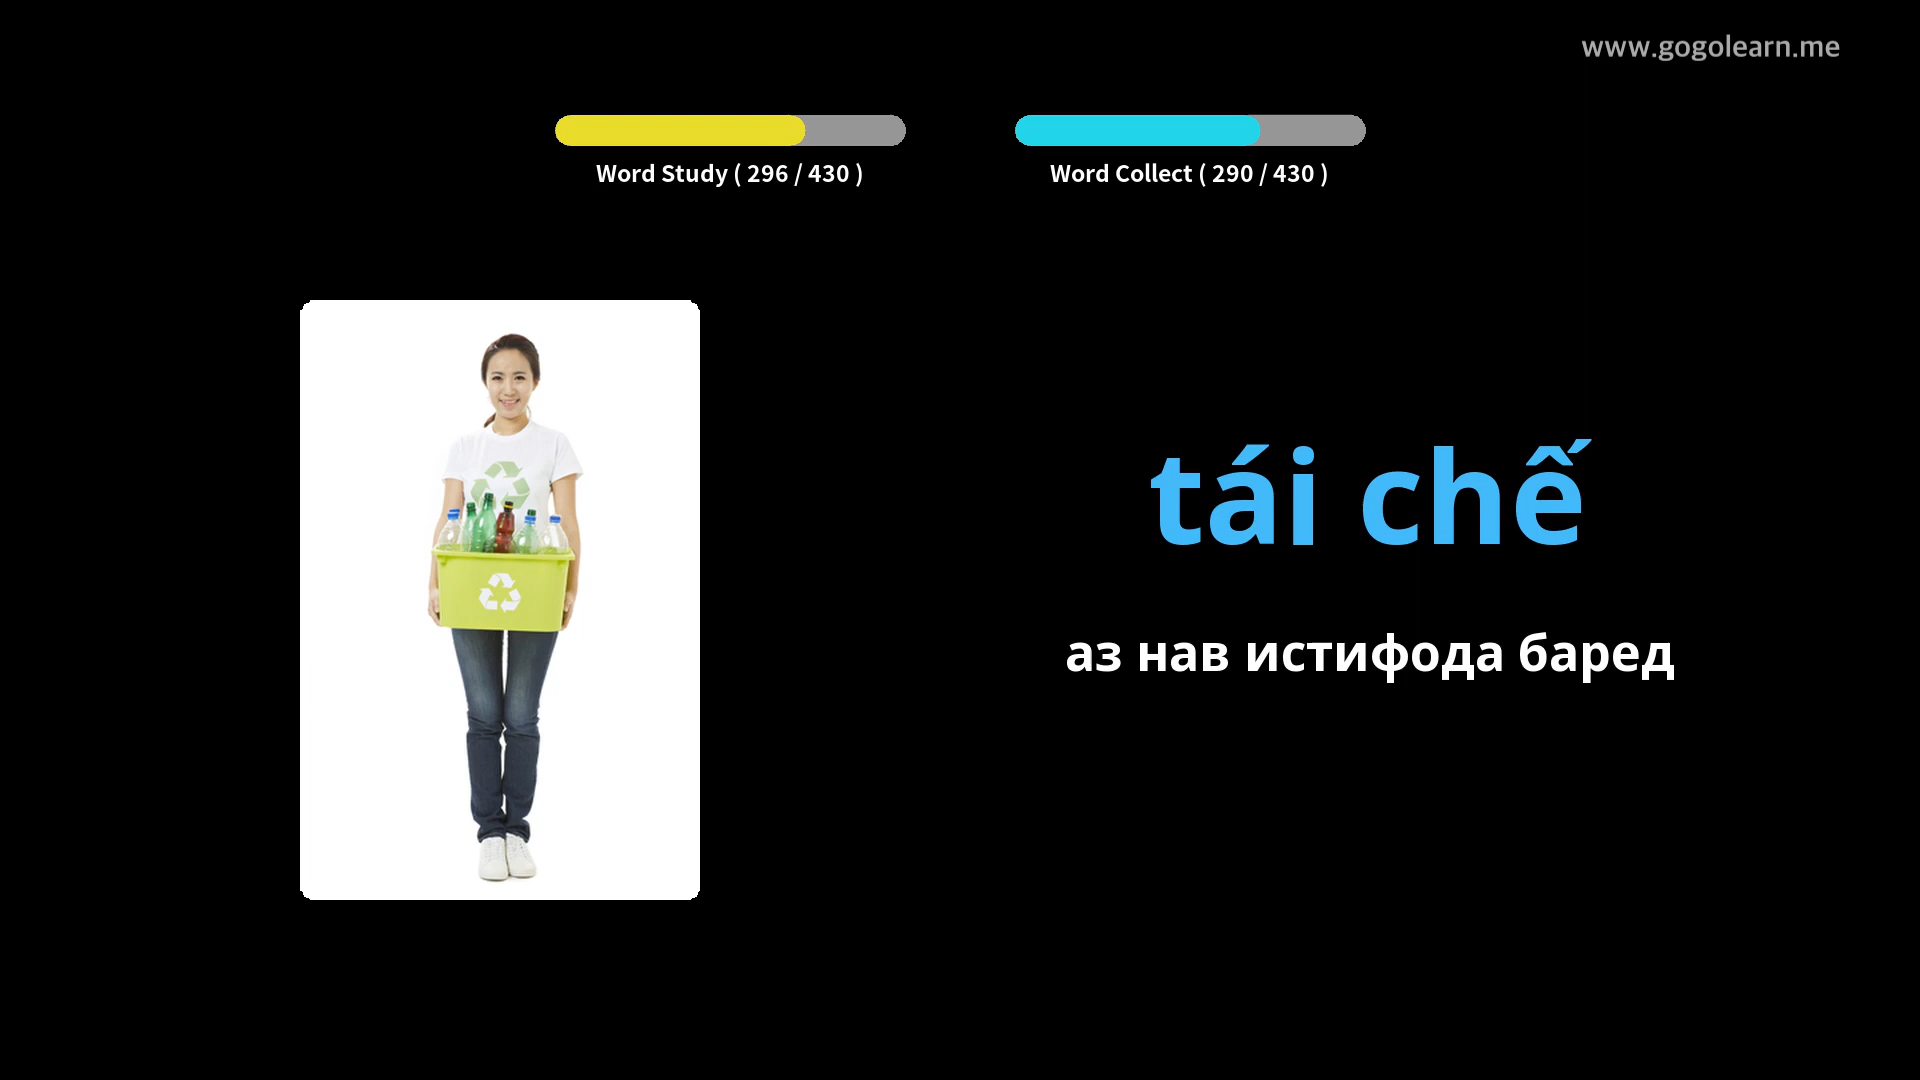 www.gogolearn.me
Word Study ( 296 / 430 )
Word Collect ( 290 / 430 )
tái chế
аз нав истифода баред